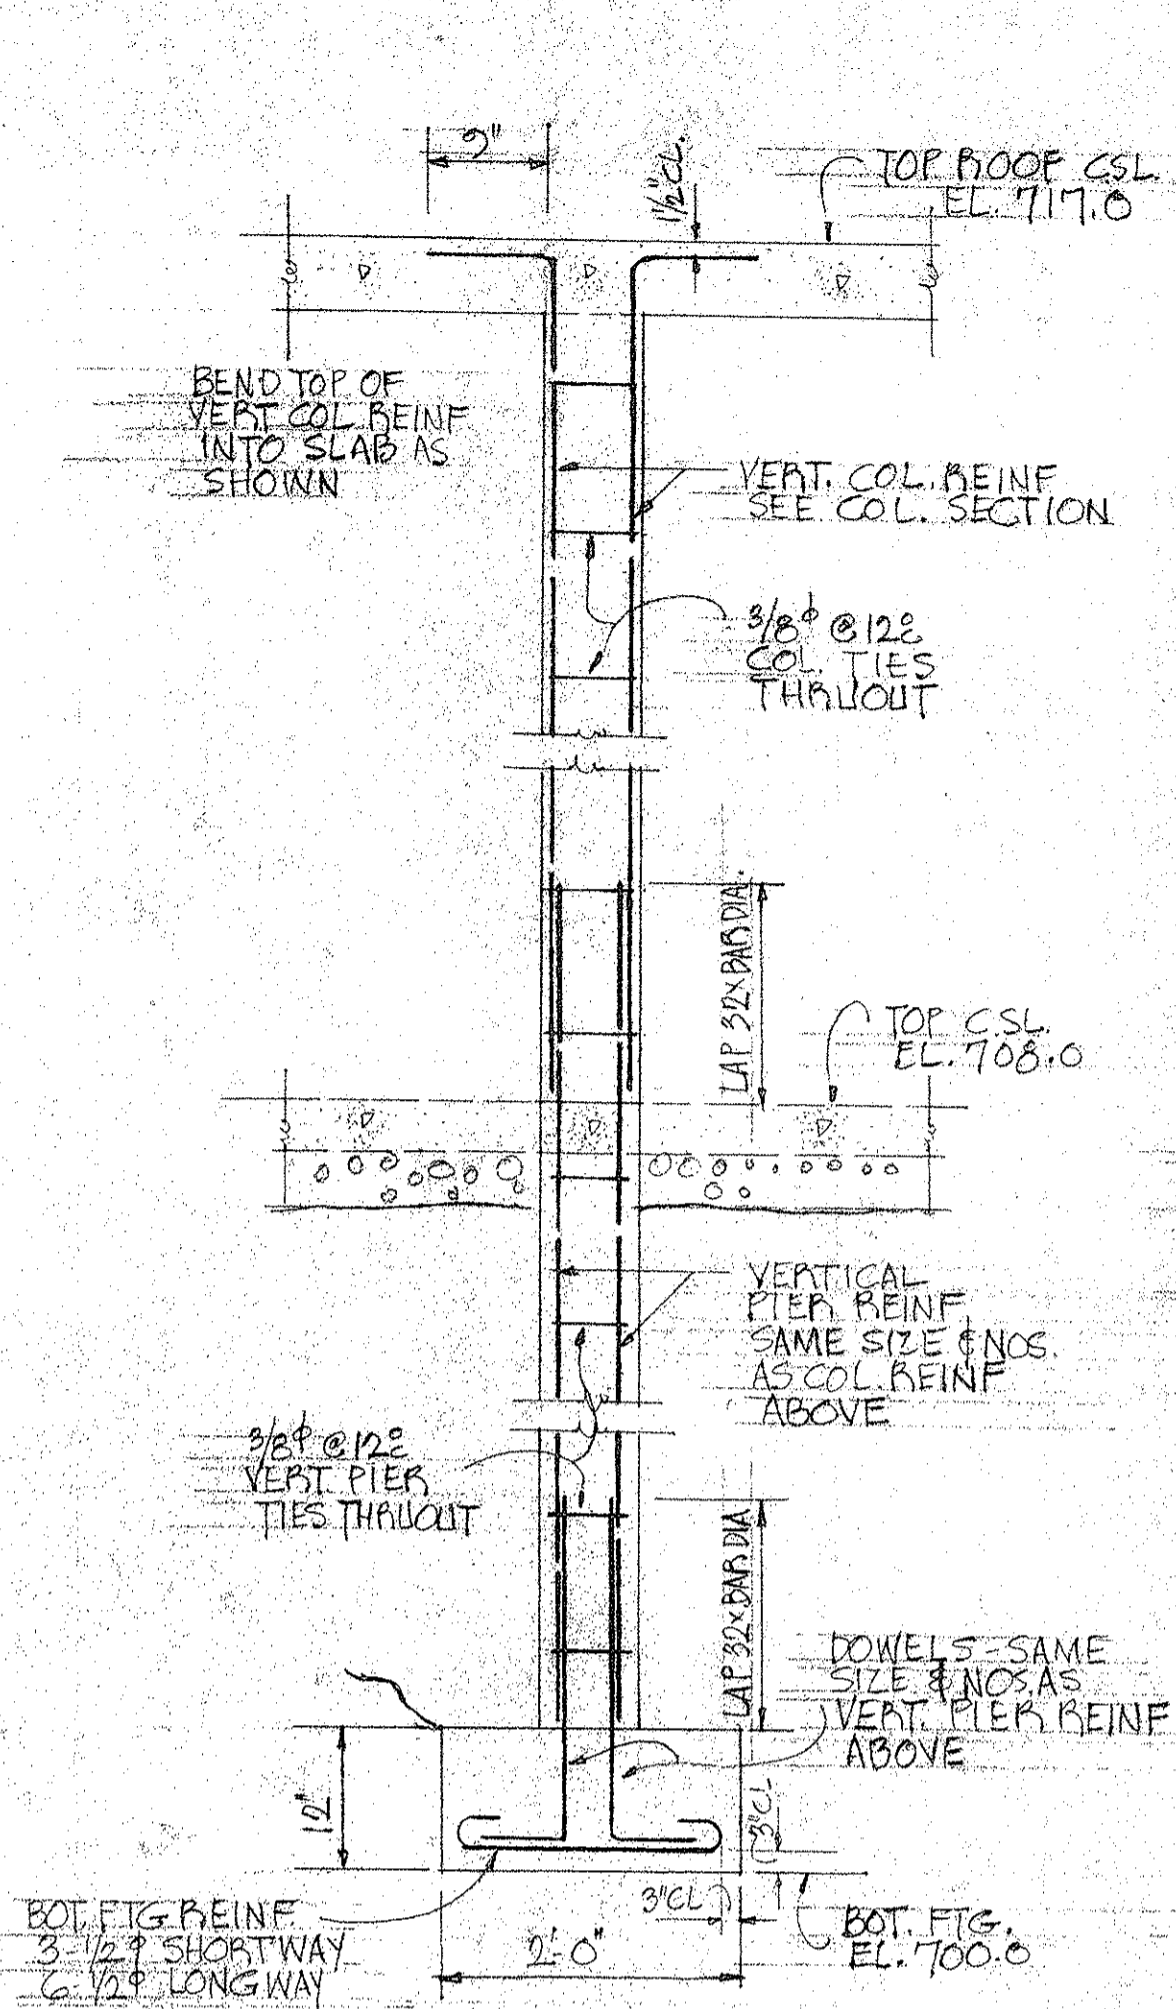 9"
1½"CL.
TOP ROOF C.SL.
EL. 717.0
BEND TOP OF
VERT COL REINF
INTO SLAB AS
SHOWN
VERT. COL. REINF
SEE COL. SECTION
3/8φ @ 12 c/c
COL. TIES
THRUOUT
LAP 32×BAR DIA.
TOP C.SL.
EL. 708.0
VERTICAL
PIER REINF
SAME SIZE & NOS.
AS COL REINF
ABOVE
3/8φ @ 12 c/c
VERT. PIER
TIES THRUOUT
LAP 32×BAR DIA
DOWELS-SAME
SIZE & NOS. AS
VERT. PIER REINF
ABOVE
12"
3"CL
3"CL
BOT. FTG REINF
3-1/2φ SHORTWAY
6-1/2φ LONGWAY
2'-0"
BOT. FTG.
EL. 700.0